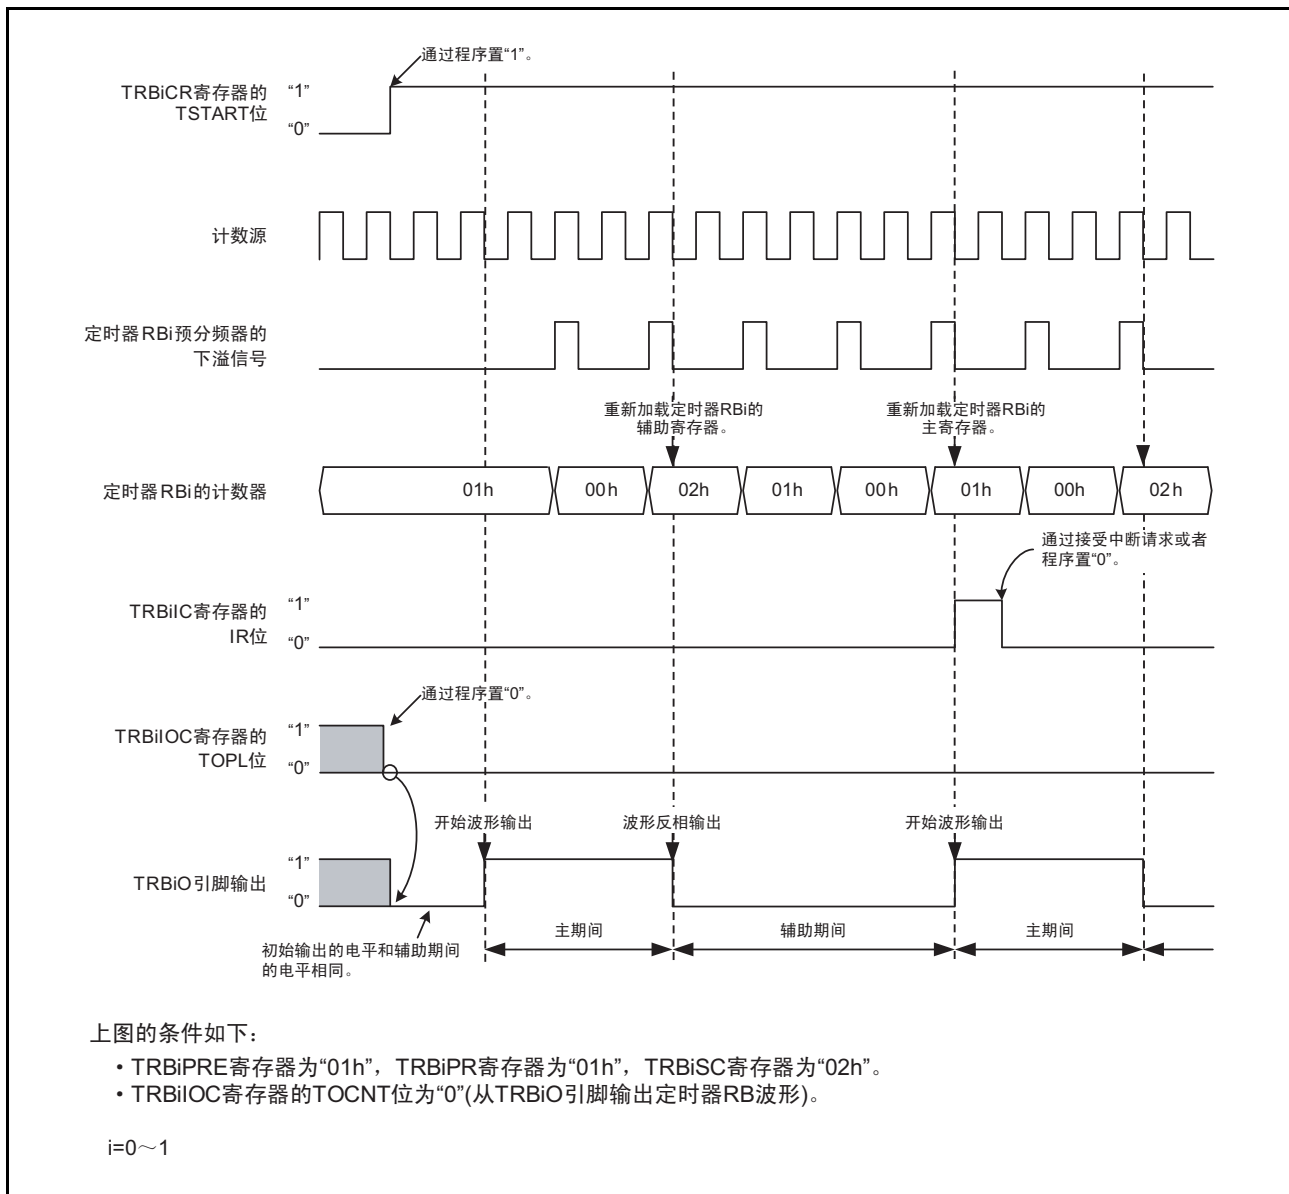 通过程序置“1”。
TRBiCR寄存器的
TSTART位
“1”
“0”
计数源
定时器RBi预分频器的
下溢信号
重新加载定时器RBi的
辅助寄存器。
重新加载定时器RBi的
主寄存器。
定时器RBi的计数器
01h
00h
02h
01h
00h
01h
00h
02h
通过接受中断请求或者
程序置“0”。
TRBiIC寄存器的
IR位
“1”
“0”
通过程序置“0”。
TRBiIOC寄存器的
TOPL位
“1”
“0”
开始波形输出
波形反相输出
开始波形输出
TRBiO引脚输出
“1”
“0”
主期间
辅助期间
主期间
初始输出的电平和辅助期间
的电平相同。
上图的条件如下：
・TRBiPRE寄存器为“01h”，TRBiPR寄存器为“01h”，TRBiSC寄存器为“02h”。
・TRBiIOC寄存器的TOCNT位为“0”(从TRBiO引脚输出定时器RB波形)。
i=0～1